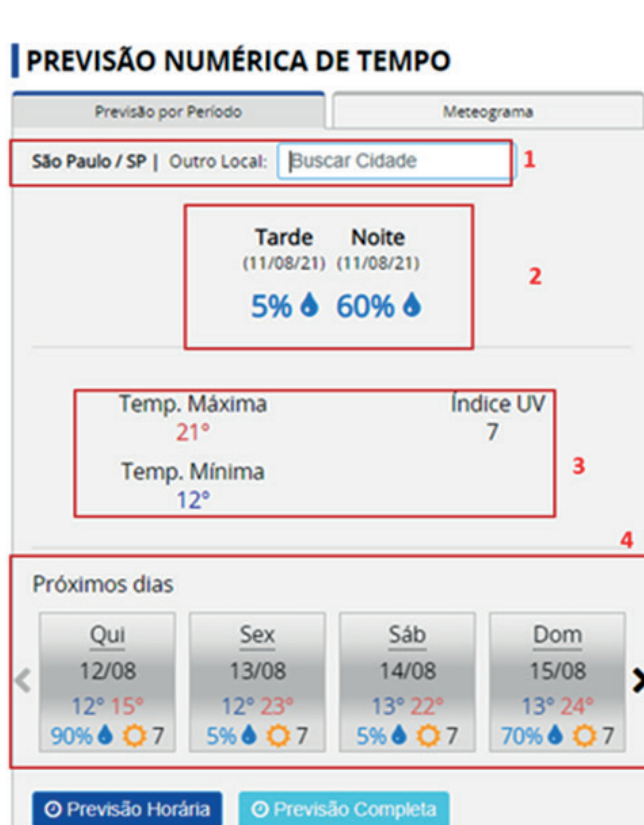 PREVISÃO NUMÉRICA DE TEMPO
Previsão por Período Meteograma
São Paulo / SP | Outro Local: Buscar Cidade 1
Tarde Noite
(11/08/21) (11/08/21)
5% 60%
2
Temp. Máxima Índice UV
21° 7
Temp. Mínima
12°
3
4
Próximos dias
Qui Sex Sáb Dom
12/08 13/08 14/08 15/08
12° 15° 12° 23° 13° 22° 13° 24°
90% 7 5% 7 5% 7 70% 7
Previsão Horária Previsão Completa